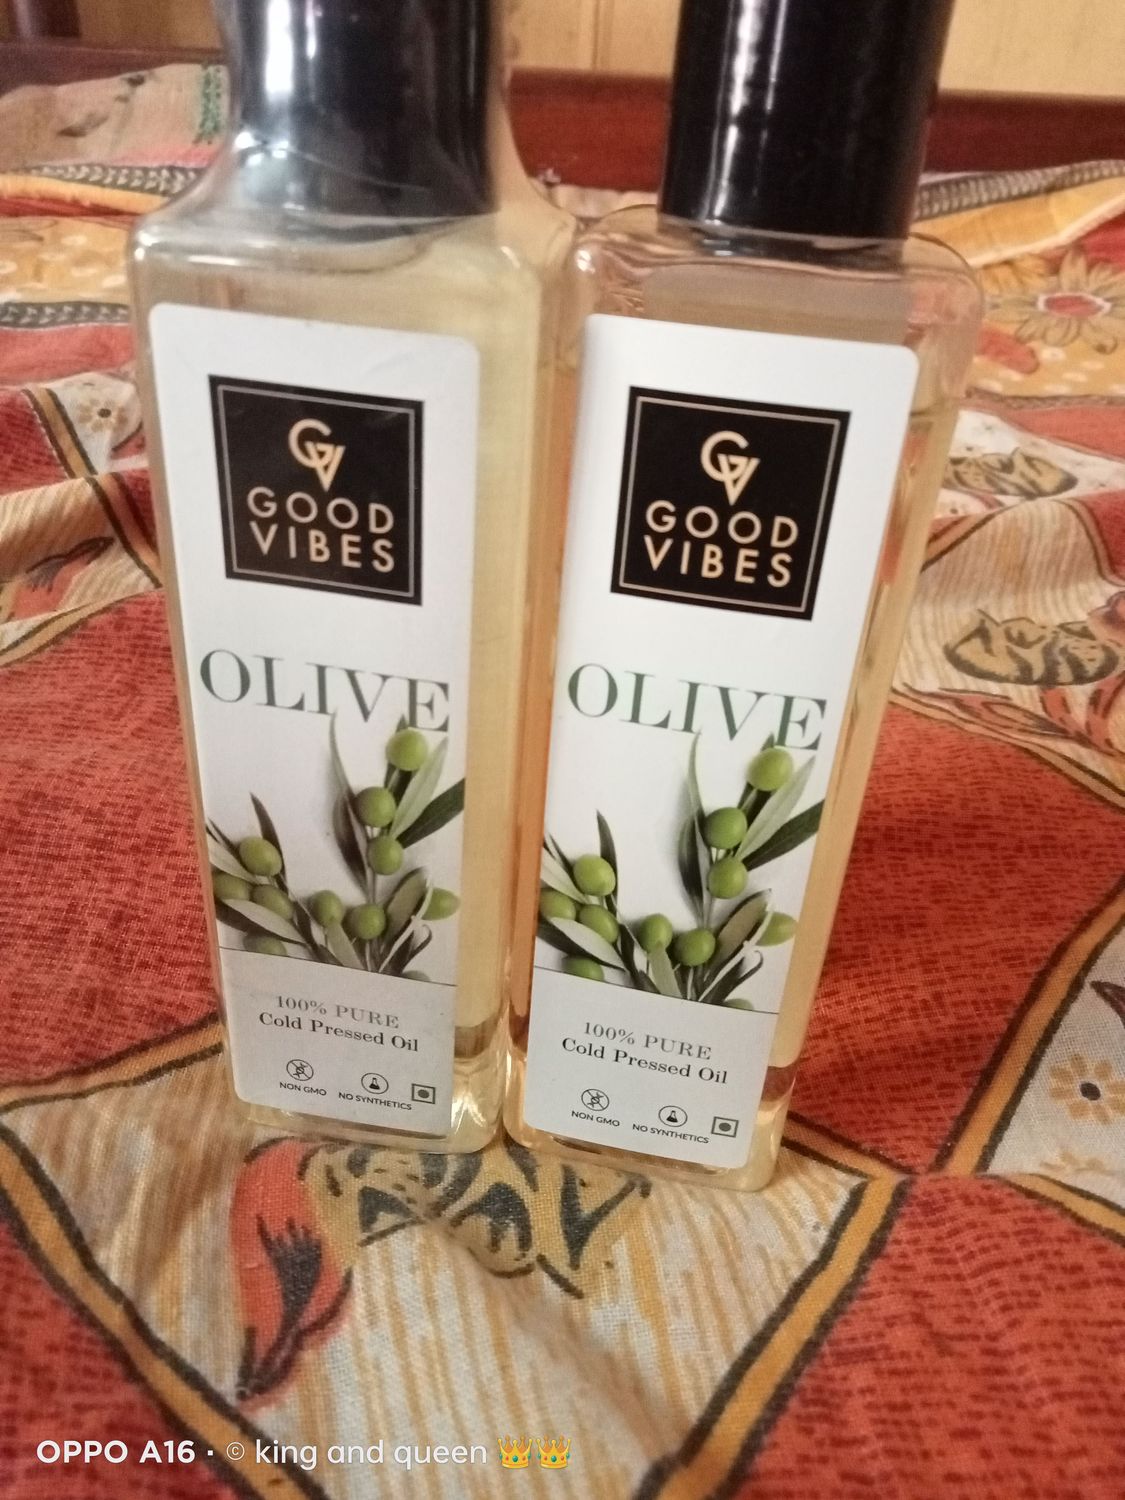 GV
GOOD
VIBES
OLIVE
100% PURE
Cold Pressed Oil
NON GMO
NO SYNTHETICS
GV
GOOD
VIBES
OLIVE
100% PURE
Cold Pressed Oil
NON GMO
NO SYNTHETICS
OPPO A16 · © king and queen 👑👑